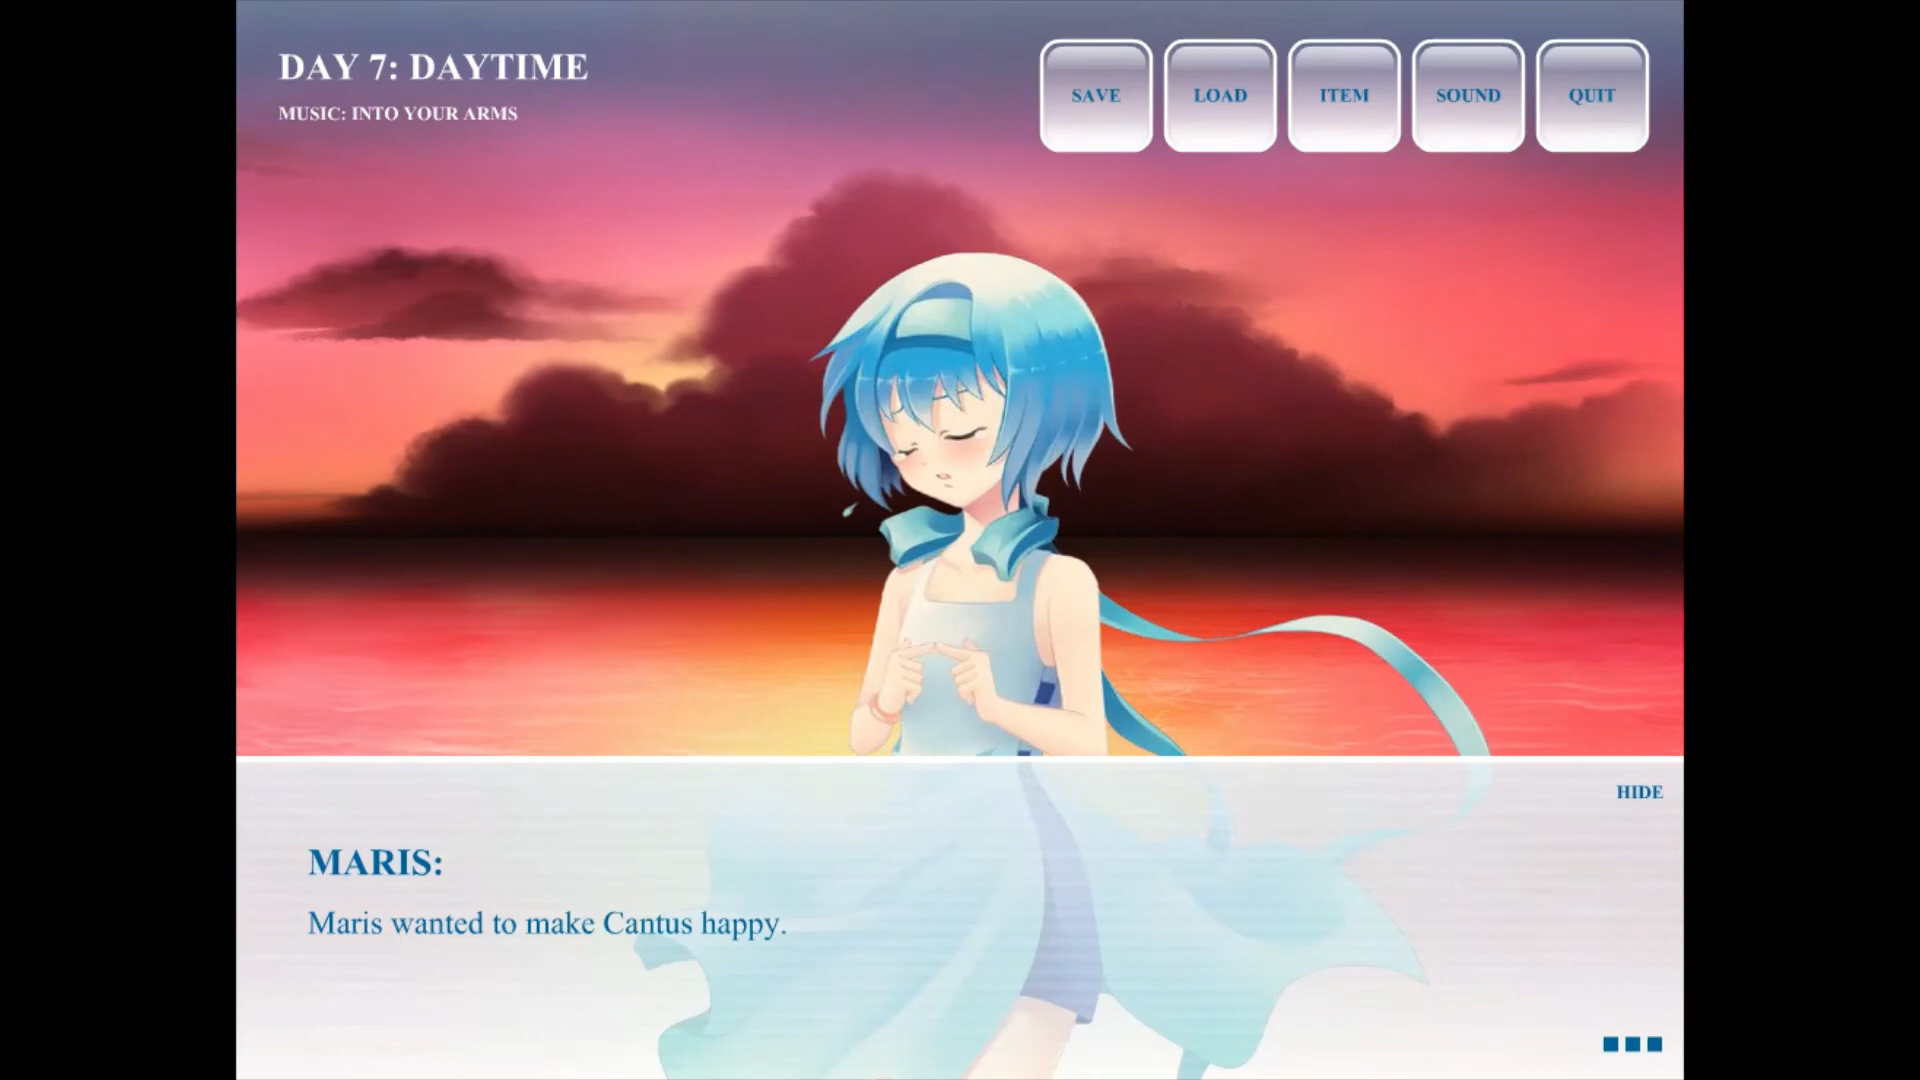 DAY 7: DAYTIME
MUSIC: INTO YOUR ARMS
SAVE
LOAD
ITEM
SOUND
QUIT
HIDE
MARIS:
Maris wanted to make Cantus happy.